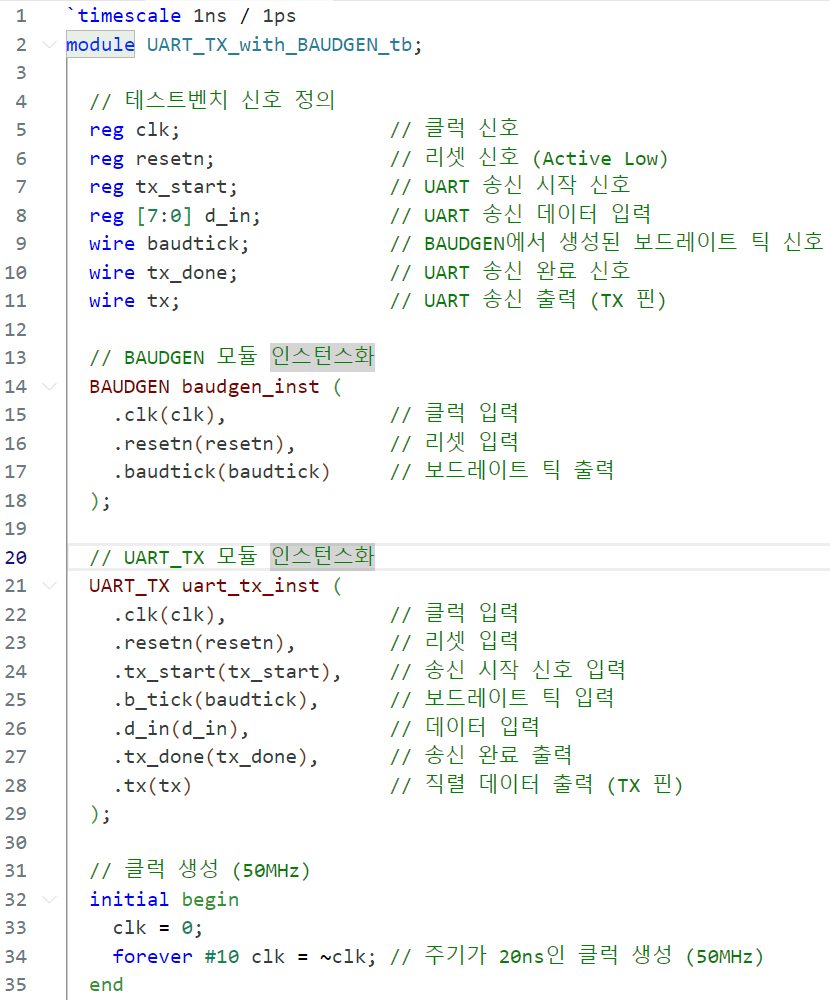 1 `timescale 1ns / 1ps
2 module UART_TX_with_BAUDGEN_tb;
3
4 // 테스트벤치 신호 정의
5 reg clk; // 클럭 신호
6 reg resetn; // 리셋 신호 (Active Low)
7 reg tx_start; // UART 송신 시작 신호
8 reg [7:0] d_in; // UART 송신 데이터 입력
9 wire baudtick; // BAUDGEN에서 생성된 보드레이트 틱 신호
10 wire tx_done; // UART 송신 완료 신호
11 wire tx; // UART 송신 출력 (TX 핀)
12
13 // BAUDGEN 모듈 인스턴스화
14 BAUDGEN baudgen_inst (
15 .clk(clk), // 클럭 입력
16 .resetn(resetn), // 리셋 입력
17 .baudtick(baudtick) // 보드레이트 틱 출력
18 );
19
20 // UART_TX 모듈 인스턴스화
21 UART_TX uart_tx_inst (
22 .clk(clk), // 클럭 입력
23 .resetn(resetn), // 리셋 입력
24 .tx_start(tx_start), // 송신 시작 신호 입력
25 .b_tick(baudtick), // 보드레이트 틱 입력
26 .d_in(d_in), // 데이터 입력
27 .tx_done(tx_done), // 송신 완료 출력
28 .tx(tx) // 직렬 데이터 출력 (TX 핀)
29 );
30
31 // 클럭 생성 (50MHz)
32 initial begin
33 clk = 0;
34 forever #10 clk = ~clk; // 주기가 20ns인 클럭 생성 (50MHz)
35 end